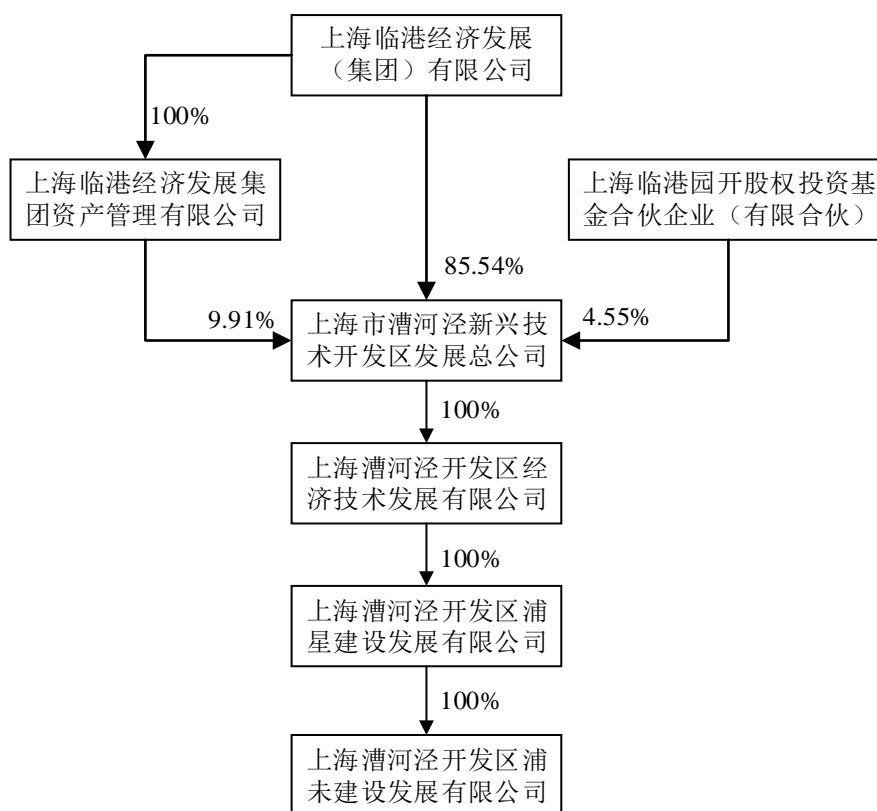 上海临港经济发展
（集团）有限公司
100%
上海临港经济发展集
团资产管理有限公司
上海临港园开股权投资基
金合伙企业（有限合伙）
85.54%
9.91%
4.55%
上海市漕河泾新兴技
术开发区发展总公司
100%
上海漕河泾开发区经
济技术发展有限公司
100%
上海漕河泾开发区浦
星建设发展有限公司
100%
上海漕河泾开发区浦
未建设发展有限公司